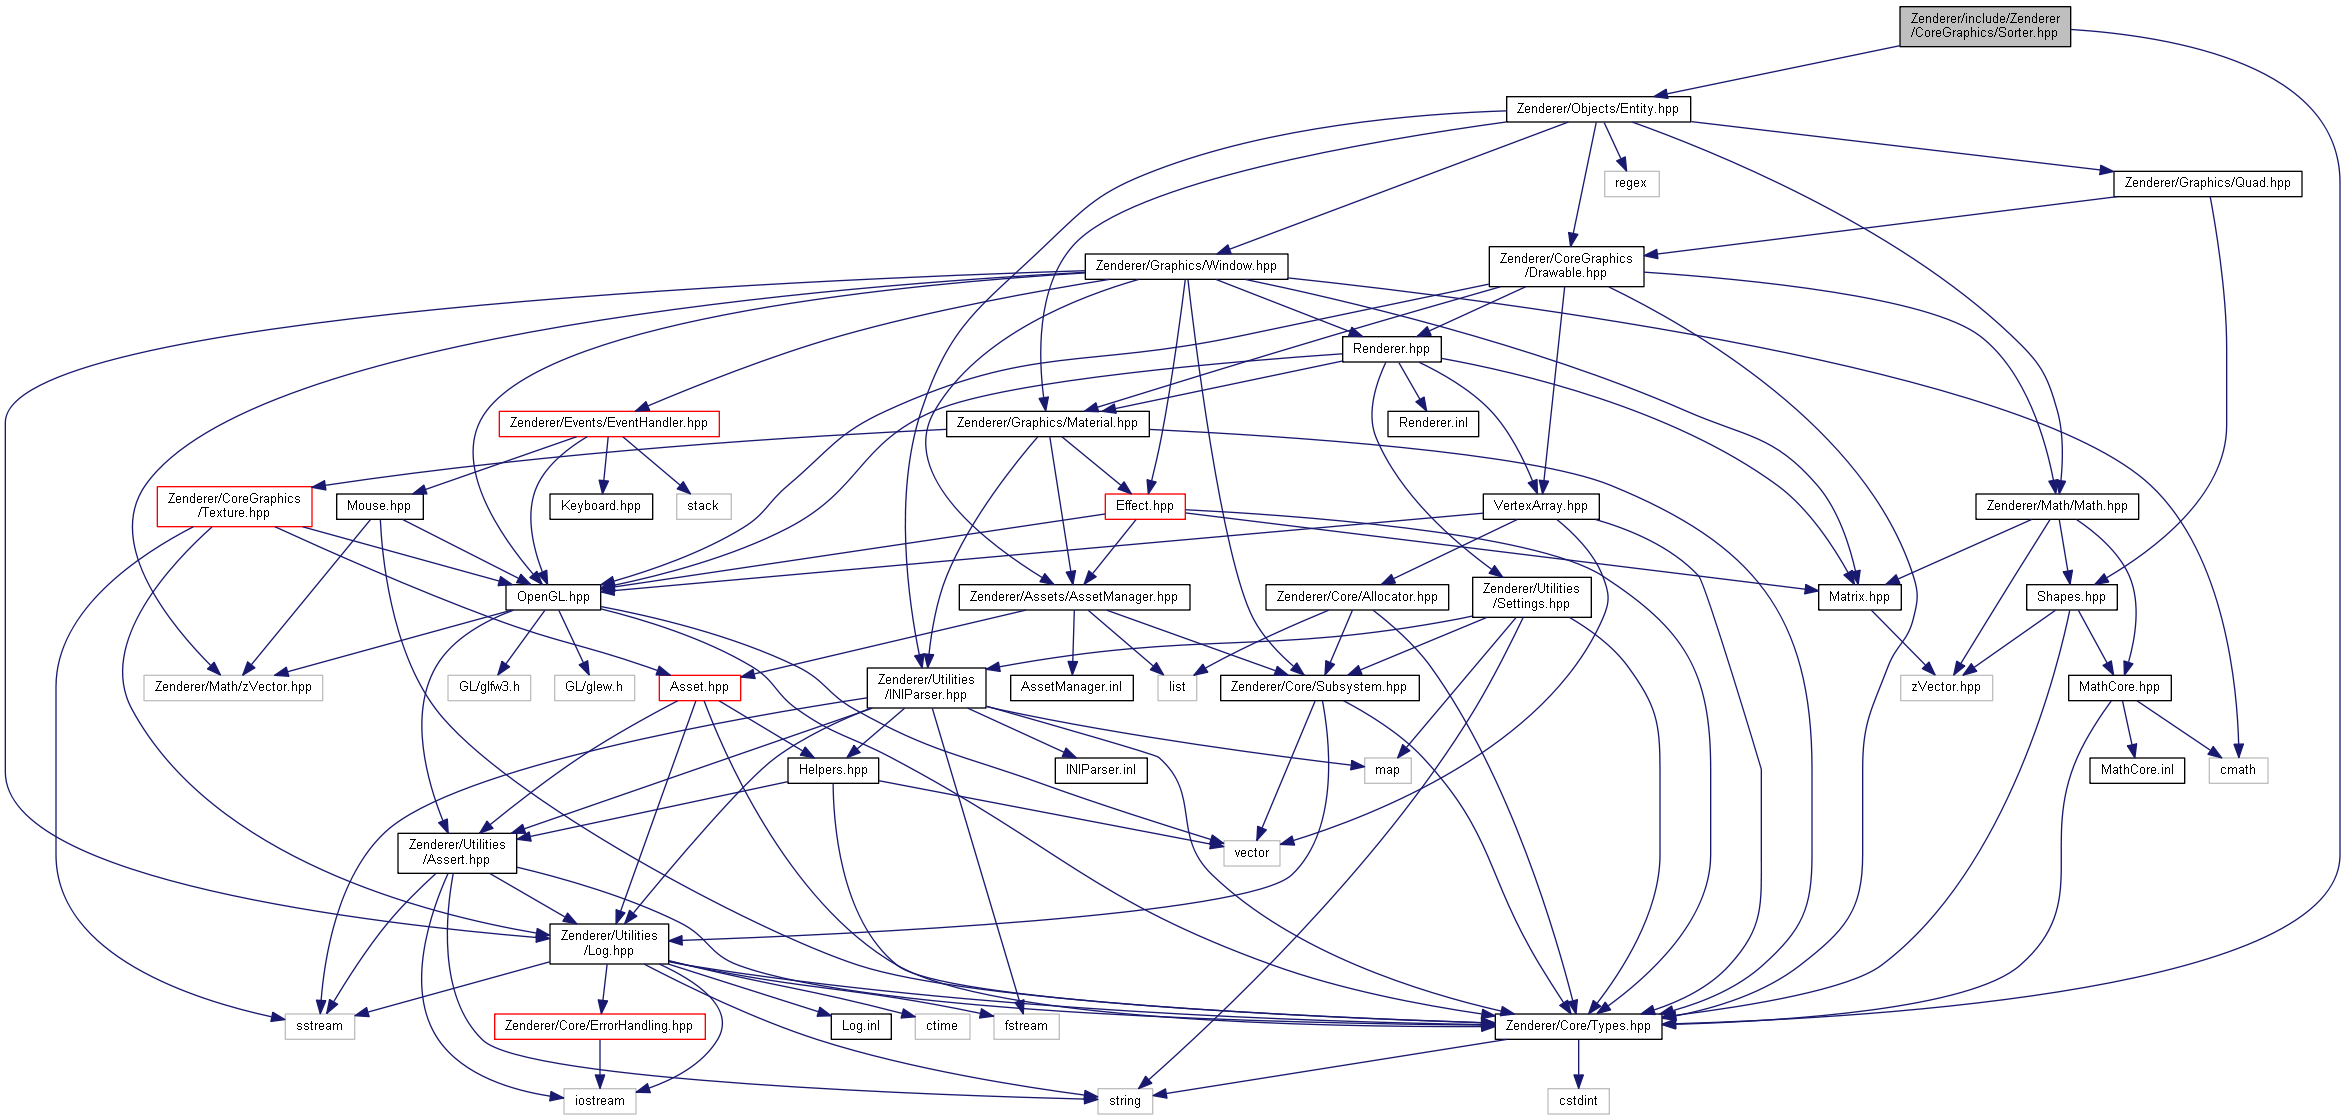 Zenderer/include/Zenderer
/CoreGraphics/Sorter.hpp
Zenderer/Objects/Entity.hpp
regex
Zenderer/Graphics/Quad.hpp
Zenderer/Graphics/Window.hpp
Zenderer/CoreGraphics
/Drawable.hpp
Renderer.hpp
Zenderer/Events/EventHandler.hpp
Zenderer/Graphics/Material.hpp
Renderer.inl
Zenderer/CoreGraphics
/Texture.hpp
Mouse.hpp
Keyboard.hpp
stack
Effect.hpp
VertexArray.hpp
Zenderer/Math/Math.hpp
OpenGL.hpp
Zenderer/Assets/AssetManager.hpp
Zenderer/Core/Allocator.hpp
Zenderer/Utilities
/Settings.hpp
Matrix.hpp
Shapes.hpp
Zenderer/Math/zVector.hpp
GL/glfw3.h
GL/glew.h
Asset.hpp
Zenderer/Utilities
/INIParser.hpp
AssetManager.inl
list
Zenderer/Core/Subsystem.hpp
zVector.hpp
MathCore.hpp
Helpers.hpp
INIParser.inl
map
MathCore.inl
cmath
Zenderer/Utilities
/Assert.hpp
vector
Zenderer/Utilities
/Log.hpp
sstream
Zenderer/Core/ErrorHandling.hpp
Log.inl
ctime
fstream
Zenderer/Core/Types.hpp
iostream
string
cstdint